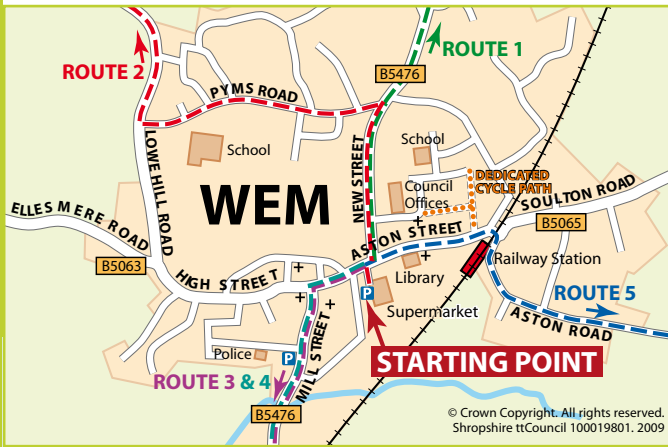 ROUTE 1
ROUTE 2
B5476
PYMS ROAD
School
School
LOWE HILL ROAD
WEM
NEW STREET
Council
Offices
DEDICATED
CYCLE PATH
SOULTON ROAD
B5065
ELLESMERE ROAD
B5063
ASTON STREET
HIGH STREET
Library
Railway Station
P
Supermarket
ROUTE 5
ASTON ROAD
Police
P
MILL STREET
STARTING POINT
ROUTE 3 & 4
B5476
© Crown Copyright. All rights reserved.
Shropshire ttCouncil 100019801. 2009